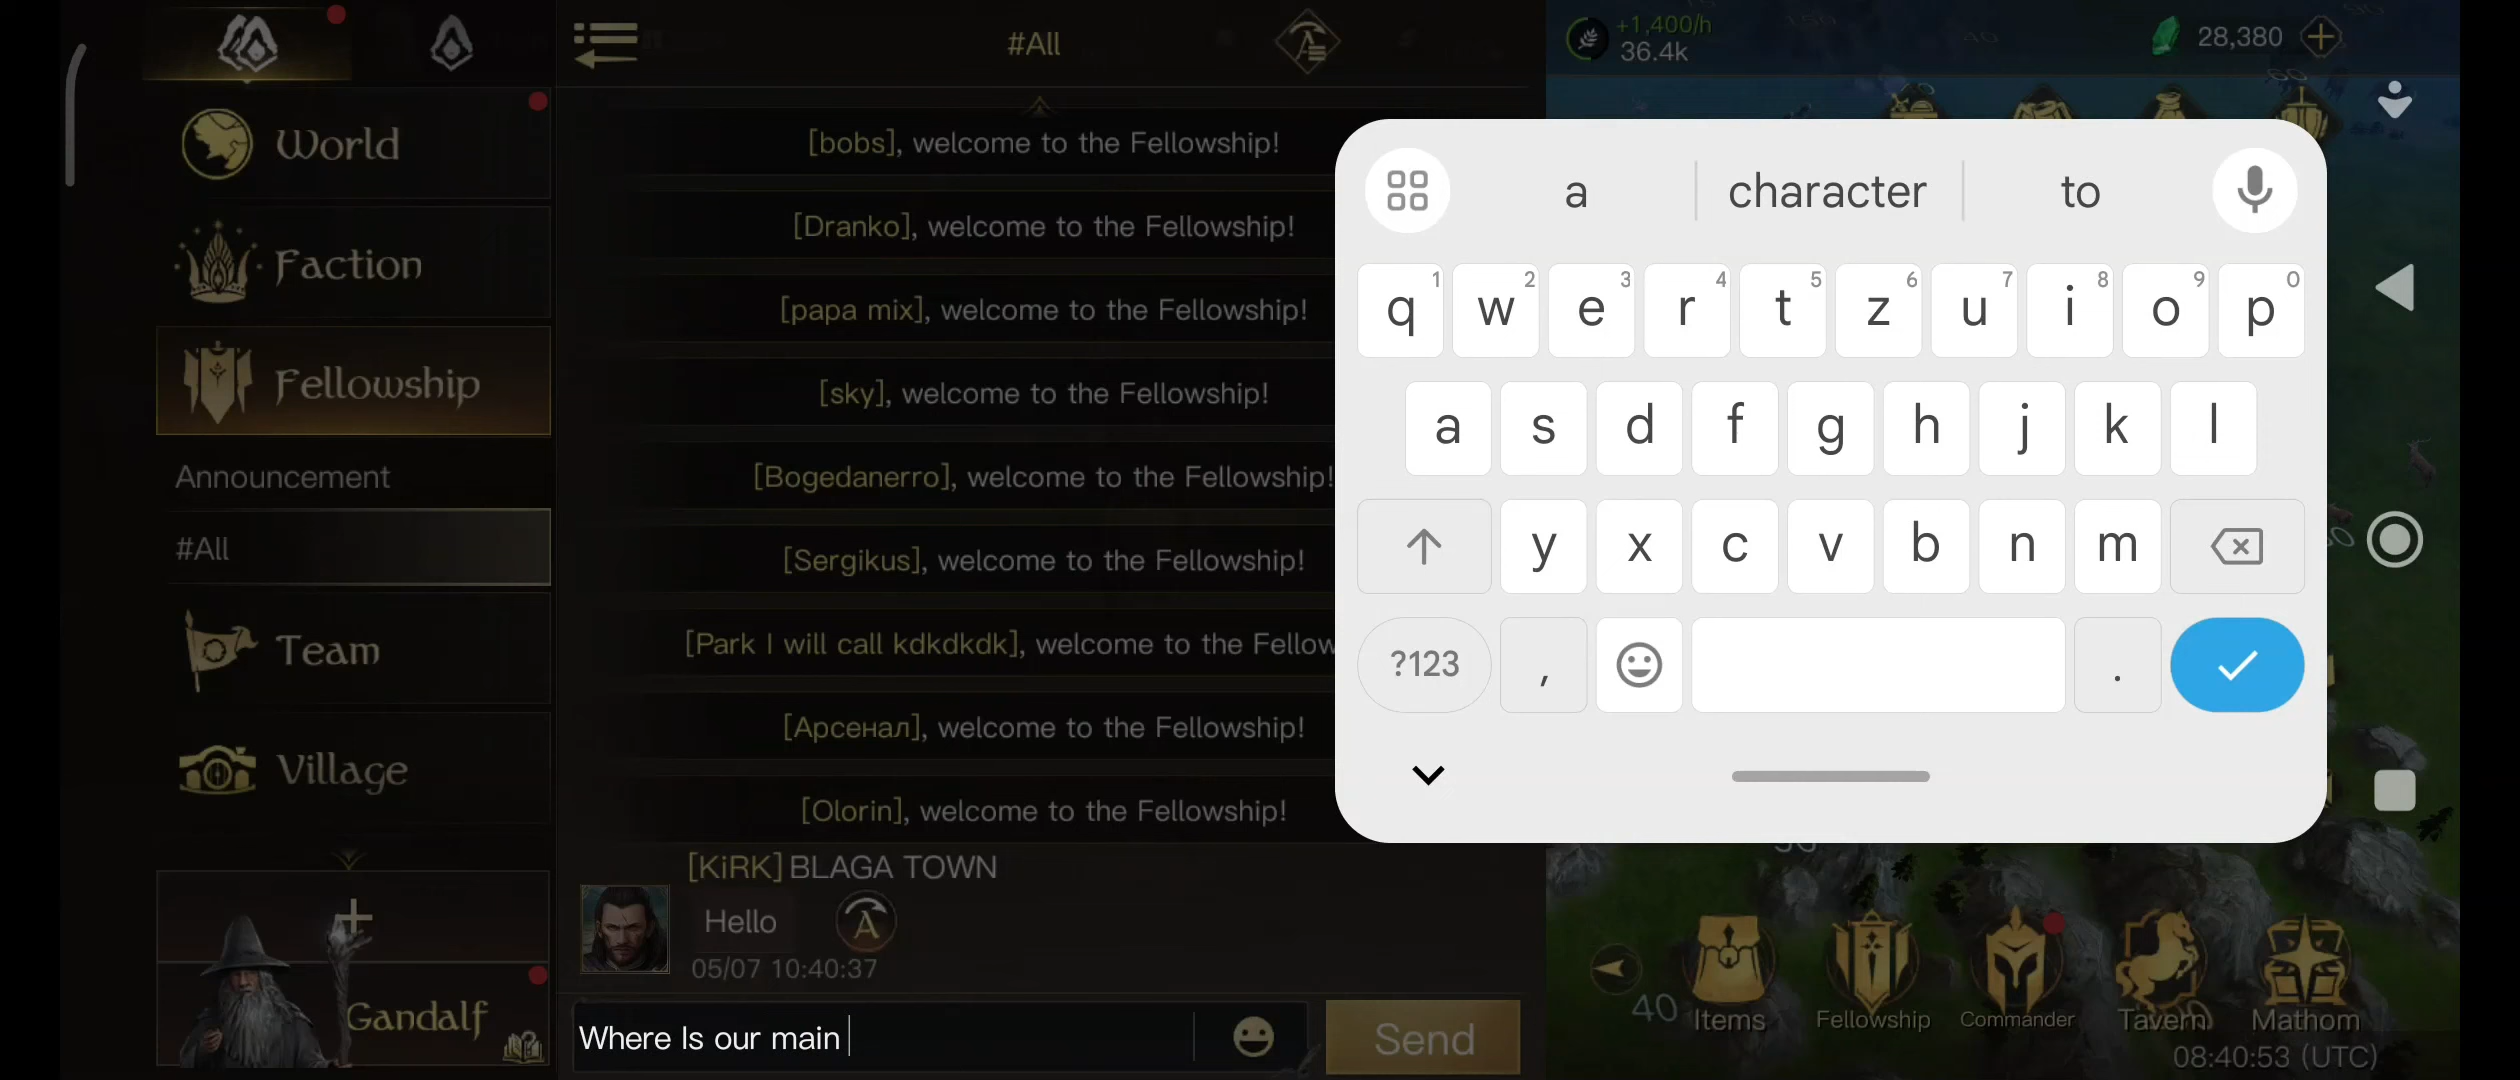 World
Faction
Fellowship
Announcement
#All
Team
Village
Gandalf
#All
[bobs], welcome to the Fellowship!
[Dranko], welcome to the Fellowship!
[papa mix], welcome to the Fellowship!
[sky], welcome to the Fellowship!
[Bogedanerro], welcome to the Fellowship!
[Sergikus], welcome to the Fellowship!
[Park I will call kdkdkdk], welcome to the Fellow
[Арсенал], welcome to the Fellowship!
[Olorin], welcome to the Fellowship!
[KiRK] BLAGA TOWN
Hello
05/07 10:40:37
Where Is our main
Send
+1,400/h
36.4k
28,380
a character to
q 1 w 2 e 3 r 4 t 5 z 6 u 7 i 8 o 9 p 0
a s d f g h j k l
y x c v b n m
?123 , .
40
Items Fellowship Commander Tavern Mathom
08:40:53 (UTC)